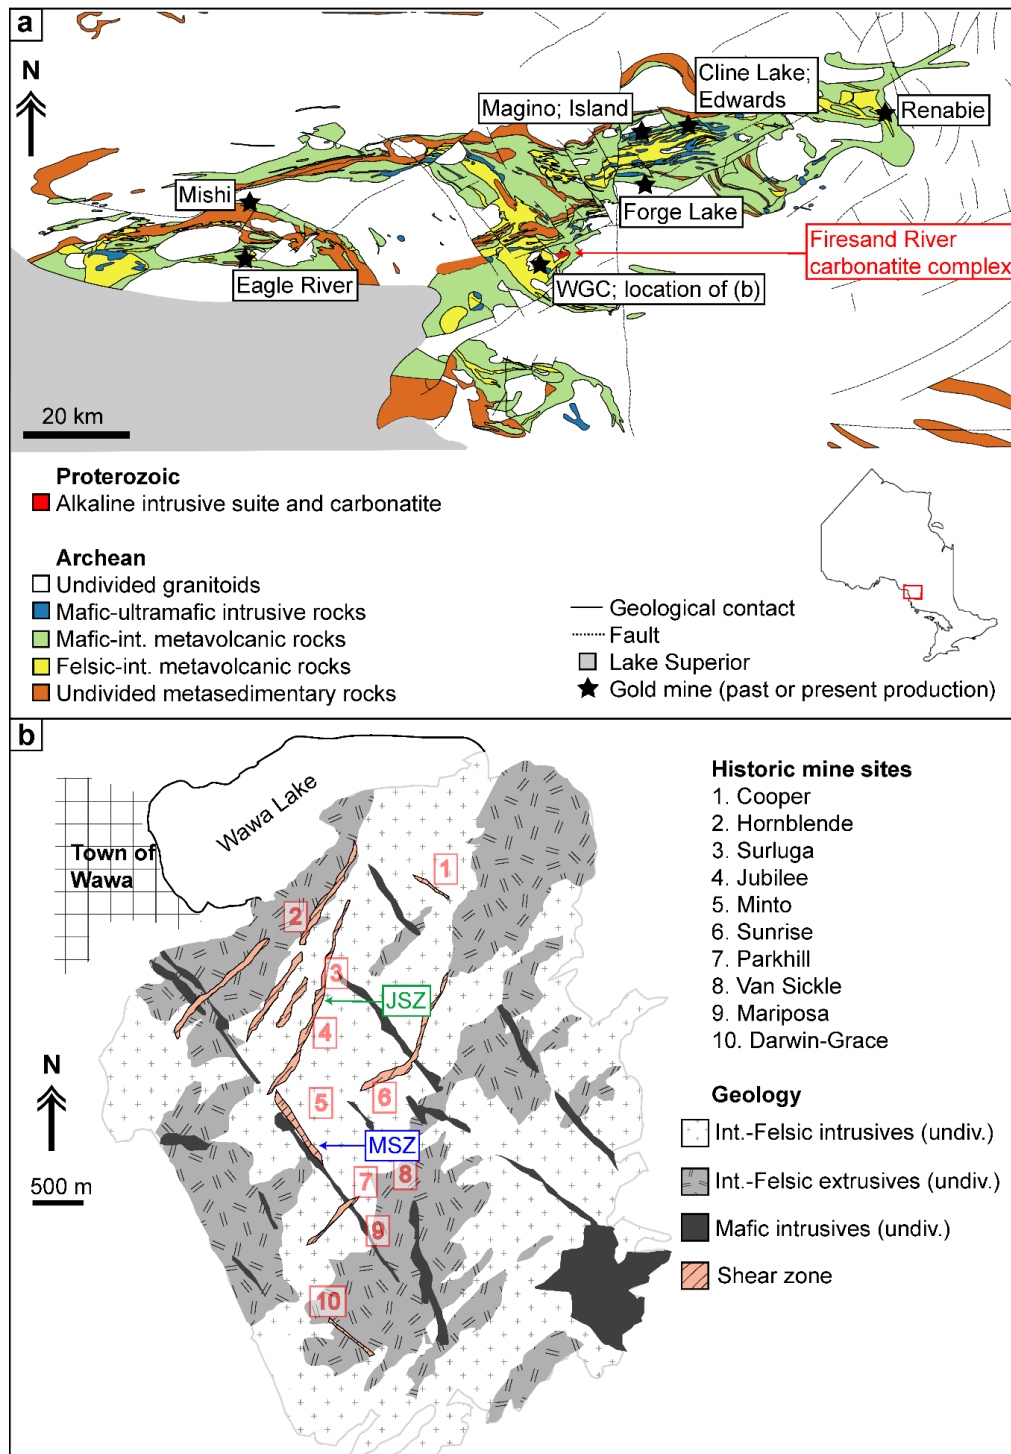 a
N
Cline Lake;
Edwards
Magino; Island
Renabie
Mishi
Forge Lake
Firesand River
carbonatite complex
Eagle River
WGC; location of (b)
20 km
Proterozoic
Alkaline intrusive suite and carbonatite
Archean
Undivided granitoids
Mafic-ultramafic intrusive rocks
Mafic-int. metavolcanic rocks
Felsic-int. metavolcanic rocks
Undivided metasedimentary rocks
Geological contact
Fault
Lake Superior
Gold mine (past or present production)
b
Wawa Lake
Town of
Wawa
1
2
3
JSZ
4
5
6
MSZ
7
8
9
10
N
500 m
Historic mine sites
1. Cooper
2. Hornblende
3. Surluga
4. Jubilee
5. Minto
6. Sunrise
7. Parkhill
8. Van Sickle
9. Mariposa
10. Darwin-Grace
Geology
Int.-Felsic intrusives (undiv.)
Int.-Felsic extrusives (undiv.)
Mafic intrusives (undiv.)
Shear zone